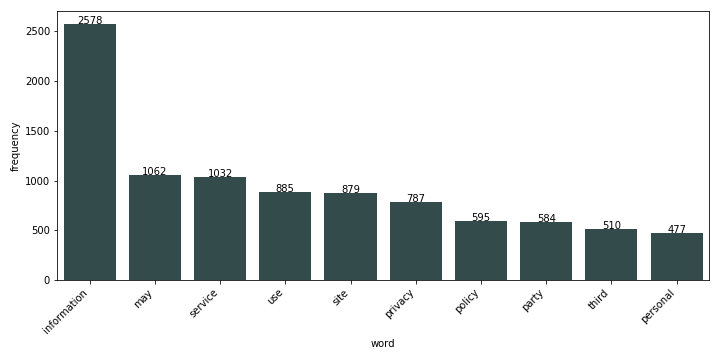 2578
2500
2000
1500
1062
1032
1000
885
879
787
595
584
510
477
500
0
frequency
information
may
service
use
site
privacy
policy
party
third
personal
word